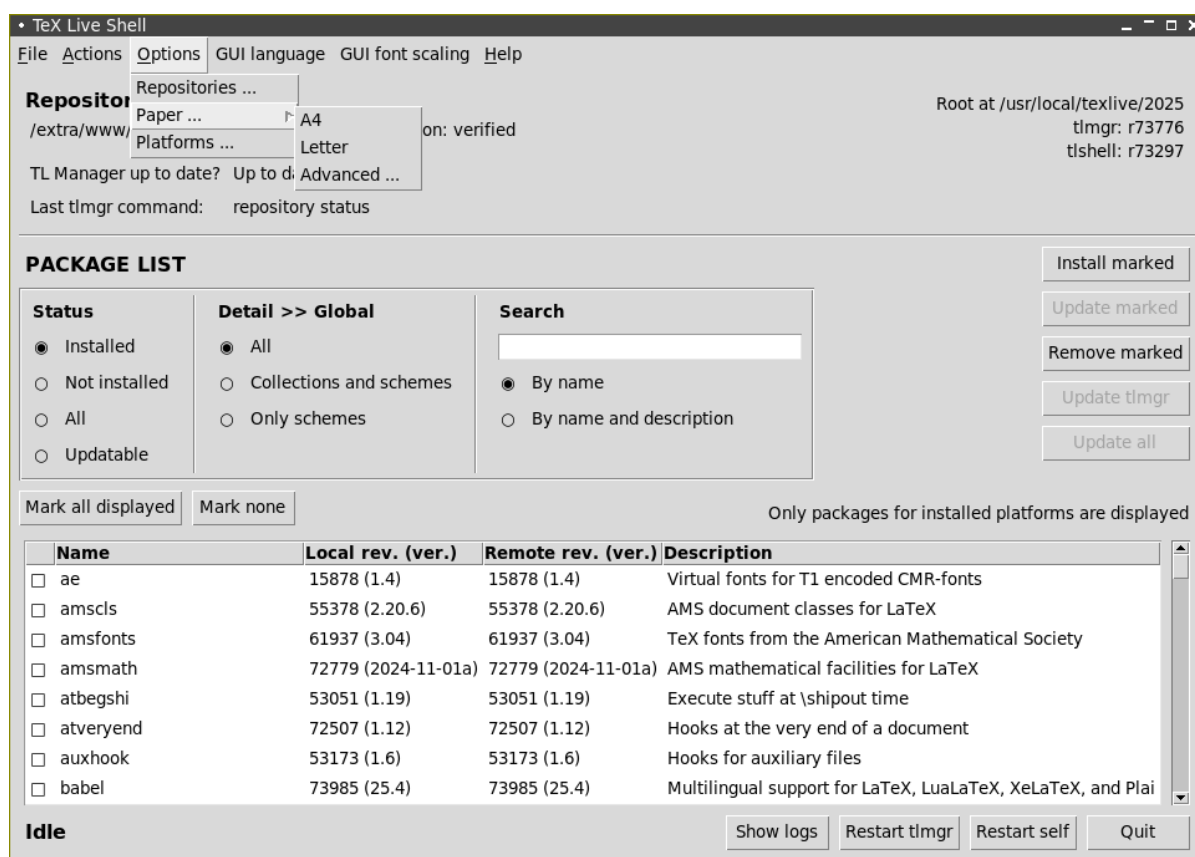 • TeX Live Shell
File Actions Options GUI language GUI font scaling Help
Repositories ...
Paper ...
Platforms ...
A4
Letter
Advanced ...
Repositor
/extra/www/ on: verified
TL Manager up to date? Up to d
Last tlmgr command: repository status
Root at /usr/local/texlive/2025
tlmgr: r73776
tlshell: r73297
PACKAGE LIST
Status
Installed
Not installed
All
Updatable
Detail >> Global
All
Collections and schemes
Only schemes
Search
By name
By name and description
Install marked
Update marked
Remove marked
Update tlmgr
Update all
Mark all displayed Mark none
Only packages for installed platforms are displayed
Name Local rev. (ver.) Remote rev. (ver.) Description
ae 15878 (1.4) 15878 (1.4) Virtual fonts for T1 encoded CMR-fonts
amscls 55378 (2.20.6) 55378 (2.20.6) AMS document classes for LaTeX
amsfonts 61937 (3.04) 61937 (3.04) TeX fonts from the American Mathematical Society
amsmath 72779 (2024-11-01a) 72779 (2024-11-01a) AMS mathematical facilities for LaTeX
atbegshi 53051 (1.19) 53051 (1.19) Execute stuff at \shipout time
atveryend 72507 (1.12) 72507 (1.12) Hooks at the very end of a document
auxhook 53173 (1.6) 53173 (1.6) Hooks for auxiliary files
babel 73985 (25.4) 73985 (25.4) Multilingual support for LaTeX, LuaLaTeX, XeLaTeX, and Plai
Idle
Show logs Restart tlmgr Restart self Quit